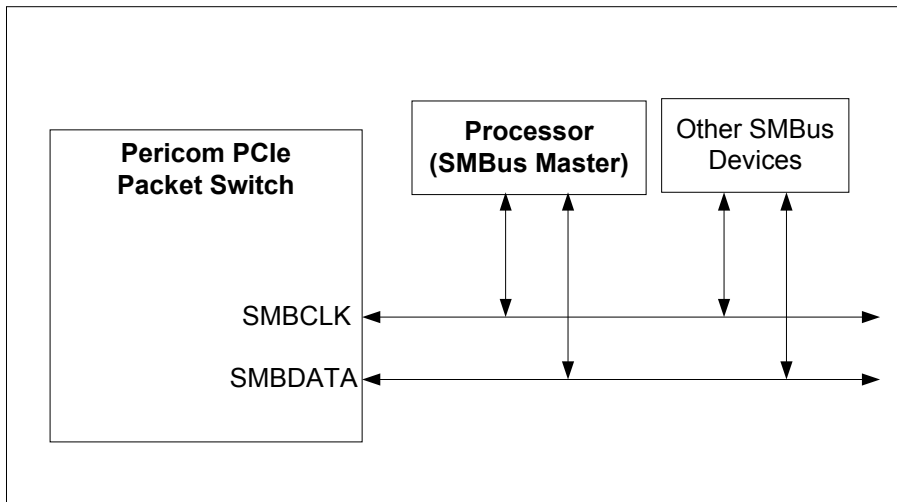 Pericom PCIe
Packet Switch
Processor
(SMBus Master)
Other SMBus
Devices
SMBCLK
SMBDATA